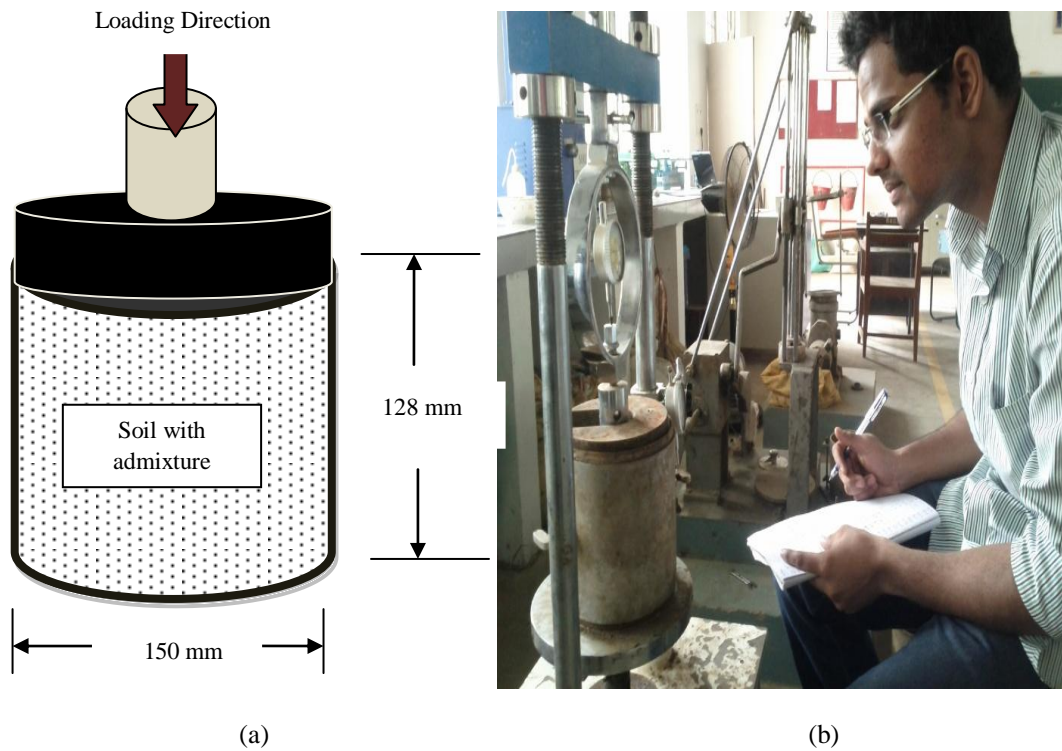 Loading Direction
128 mm
Soil with
admixture
150 mm
(a)
(b)